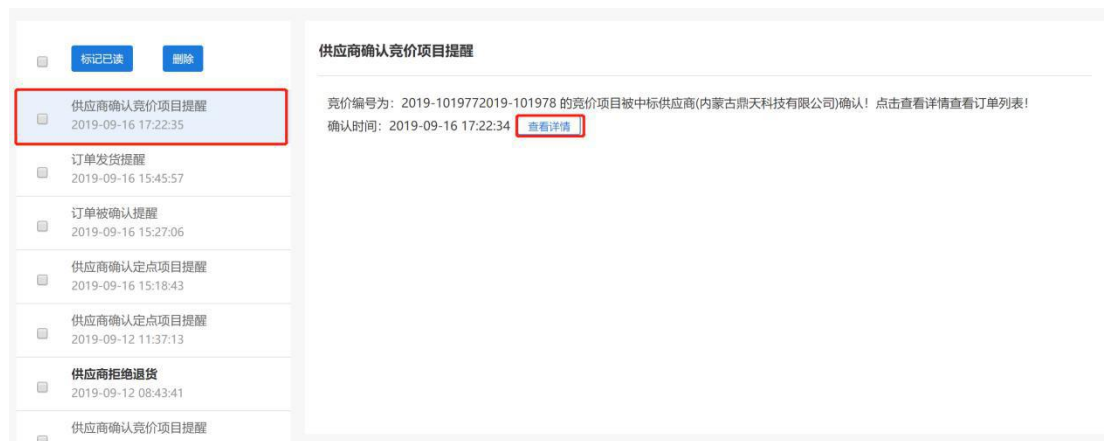 标记已读
删除
供应商确认竞价项目提醒
2019-09-16 17:22:35
订单发货提醒
2019-09-16 15:45:57
订单被确认提醒
2019-09-16 15:27:06
供应商确认定点项目提醒
2019-09-16 15:18:43
供应商确认定点项目提醒
2019-09-12 11:37:13
供应商拒绝退货
2019-09-12 08:43:41
供应商确认竞价项目提醒
供应商确认竞价项目提醒
竞价编号为：2019-1019772019-101978 的竞价项目被中标供应商(内蒙古鼎天科技有限公司)确认！点击查看详情查看订单列表！
确认时间：2019-09-16 17:22:34 查看详情